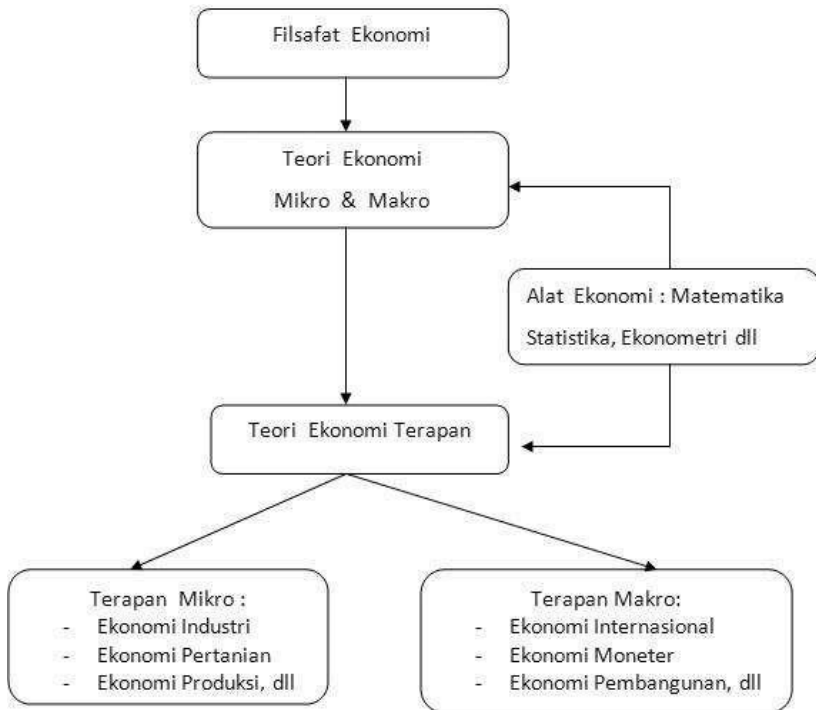 Filsafat Ekonomi
Teori Ekonomi
Mikro & Makro
Alat Ekonomi : Matematika
Statistika, Ekonometri dll
Teori Ekonomi Terapan
Terapan Mikro :
- Ekonomi Industri
- Ekonomi Pertanian
- Ekonomi Produksi, dll
Terapan Makro:
- Ekonomi Internasional
- Ekonomi Moneter
- Ekonomi Pembangunan, dll